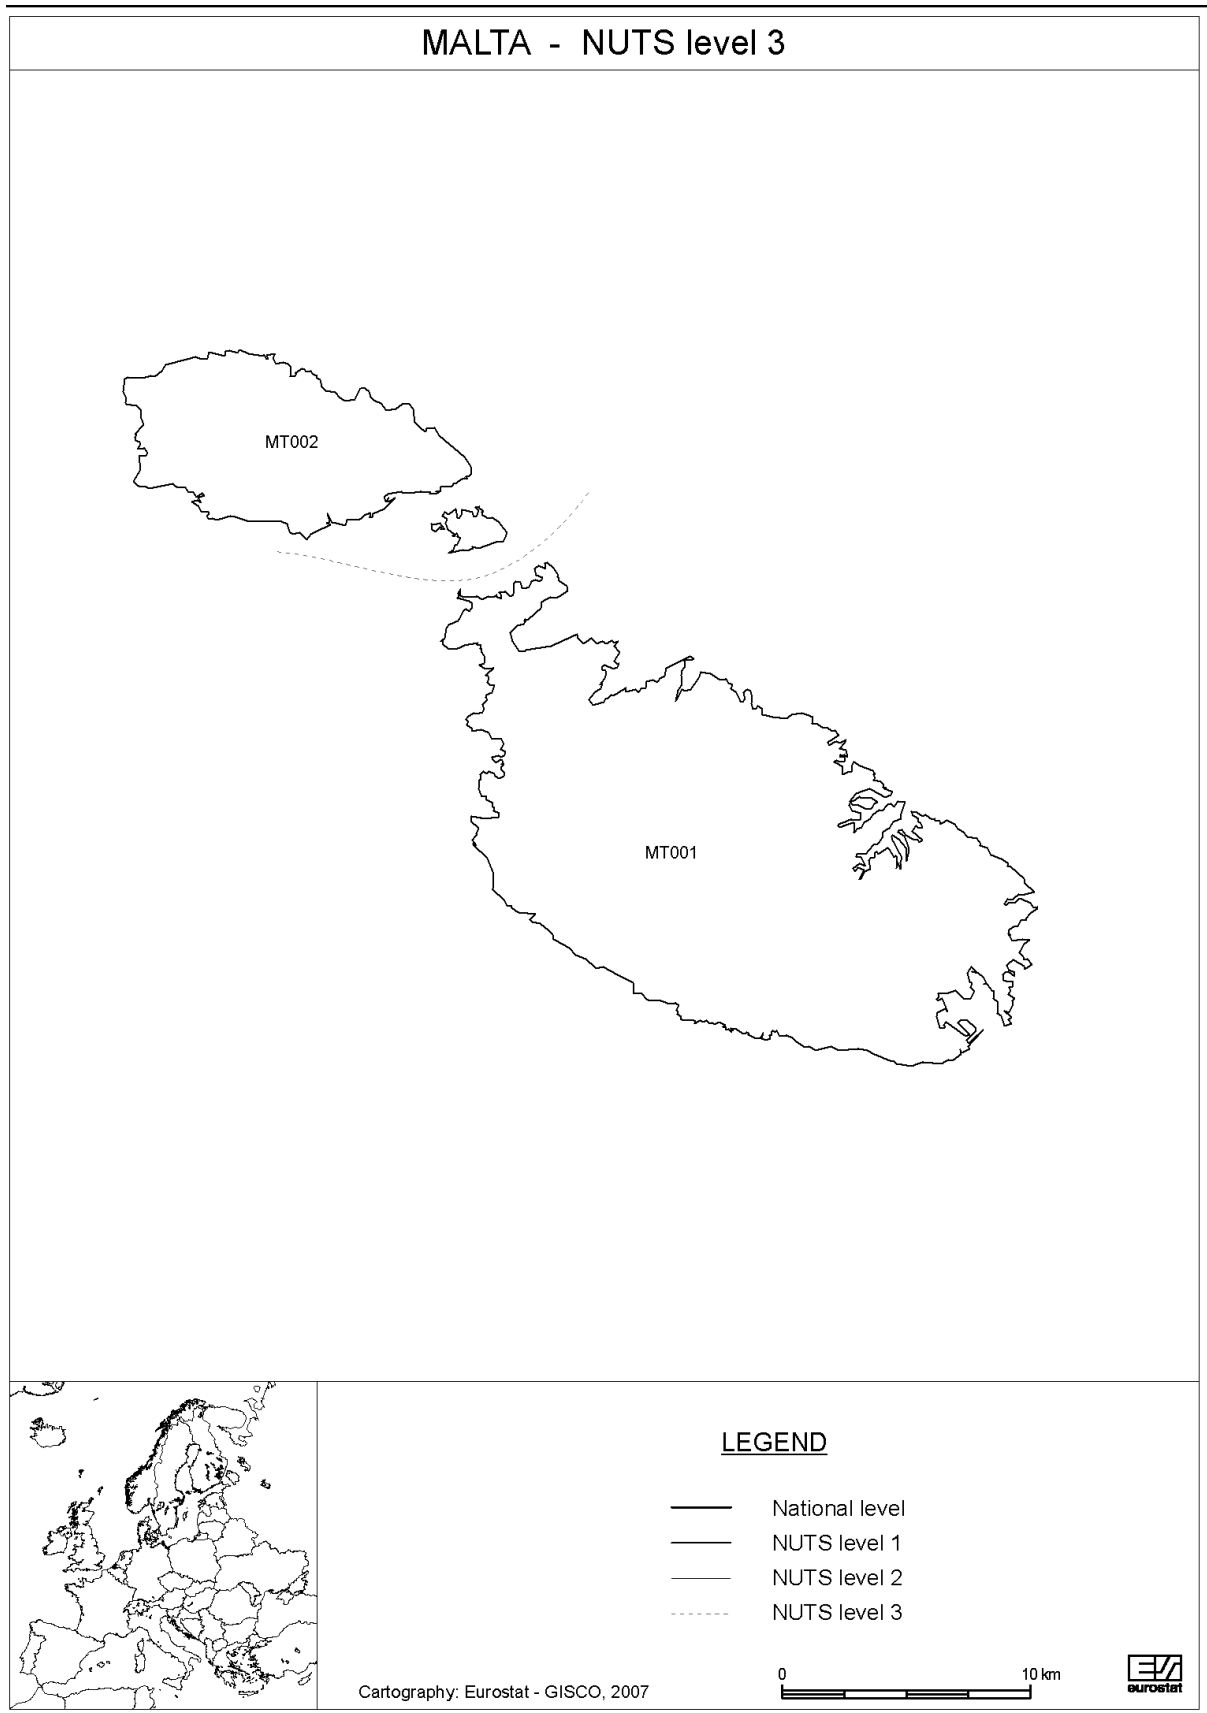 MALTA - NUTS level 3
MT002
MT001
LEGEND
National level
NUTS level 1
NUTS level 2
NUTS level 3
0 10 km
Cartography: Eurostat - GISCO, 2007
eurostat